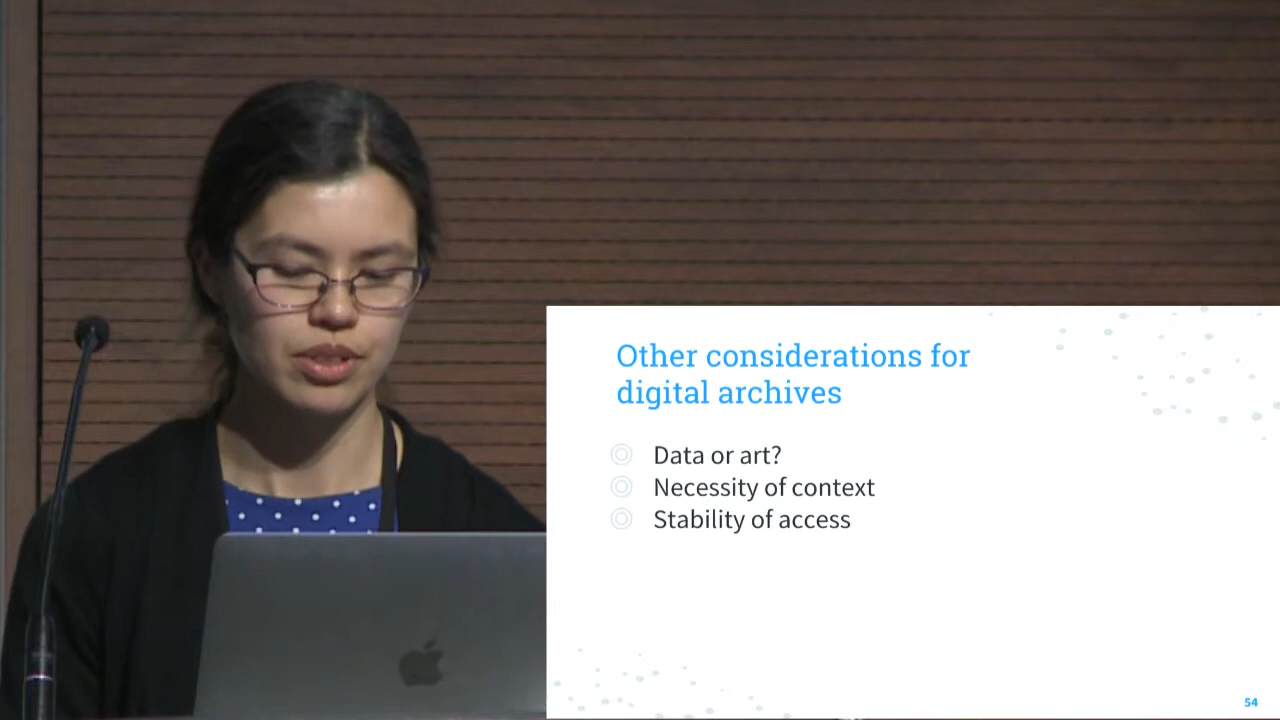 Other considerations for
digital archives
Data or art?
Necessity of context
Stability of access
54